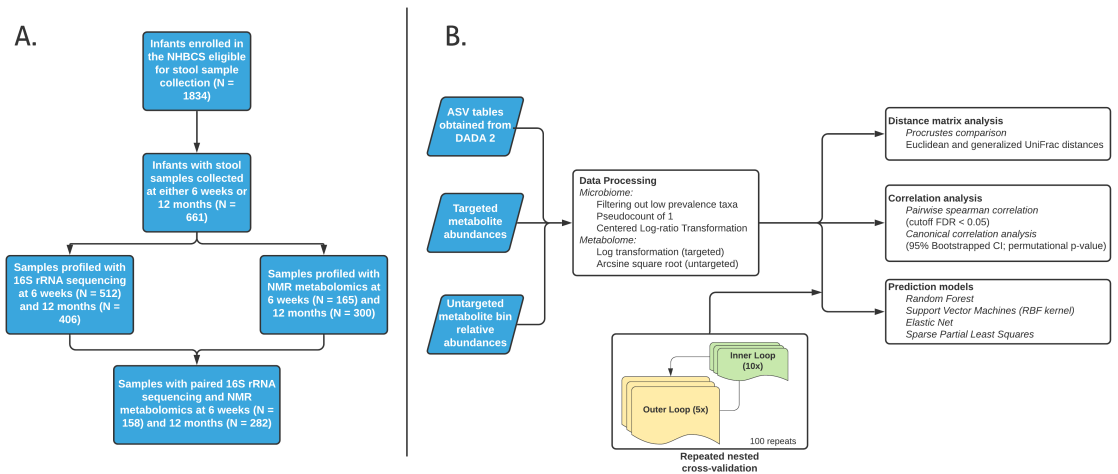 A.
Infants enrolled in
the NHBCS eligible
for stool sample
collection (N =
1834)
Infants with stool
samples collected
at either 6 weeks or
12 months (N =
661)
Samples profiled with
16S rRNA sequencing
at 6 weeks (N = 512)
and 12 months (N =
406)
Samples profiled with
NMR metabolomics at
6 weeks (N = 165) and
12 months (N = 300)
Samples with paired 16S rRNA
sequencing and NMR
metabolomics at 6 weeks (N =
158) and 12 months (N = 282)
B.
ASV tables
obtained from
DADA 2
Targeted
metabolite
abundances
Untargeted
metabolite bin
relative
abundances
Data Processing
Microbiome:
Filtering out low prevalence taxa
Pseudocount of 1
Centered Log-ratio Transformation
Metabolome:
Log transformation (targeted)
Arcsine square root (untargeted)
Inner Loop
(10x)
Outer Loop (5x)
100 repeats
Repeated nested
cross-validation
Distance matrix analysis
Procrustes comparison
Euclidean and generalized UniFrac distances
Correlation analysis
Pairwise spearman correlation
(cutoff FDR < 0.05)
Canonical correlation analysis
(95% Bootstrapped CI; permutational p-value)
Prediction models
Random Forest
Support Vector Machines (RBF kernel)
Elastic Net
Sparse Partial Least Squares